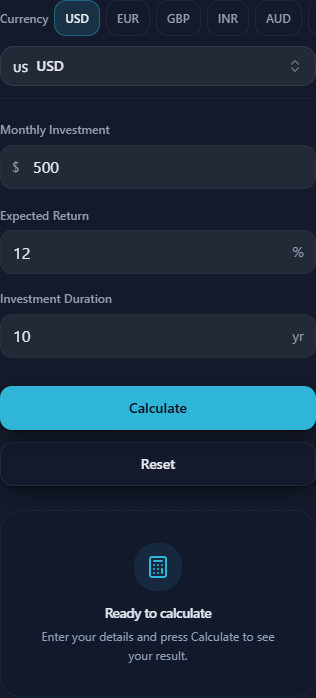 Currency USD EUR GBP INR AUD
US USD
Monthly Investment
$ 500
Expected Return
12 %
Investment Duration
10 yr
Calculate
Reset
Ready to calculate
Enter your details and press Calculate to see
your result.